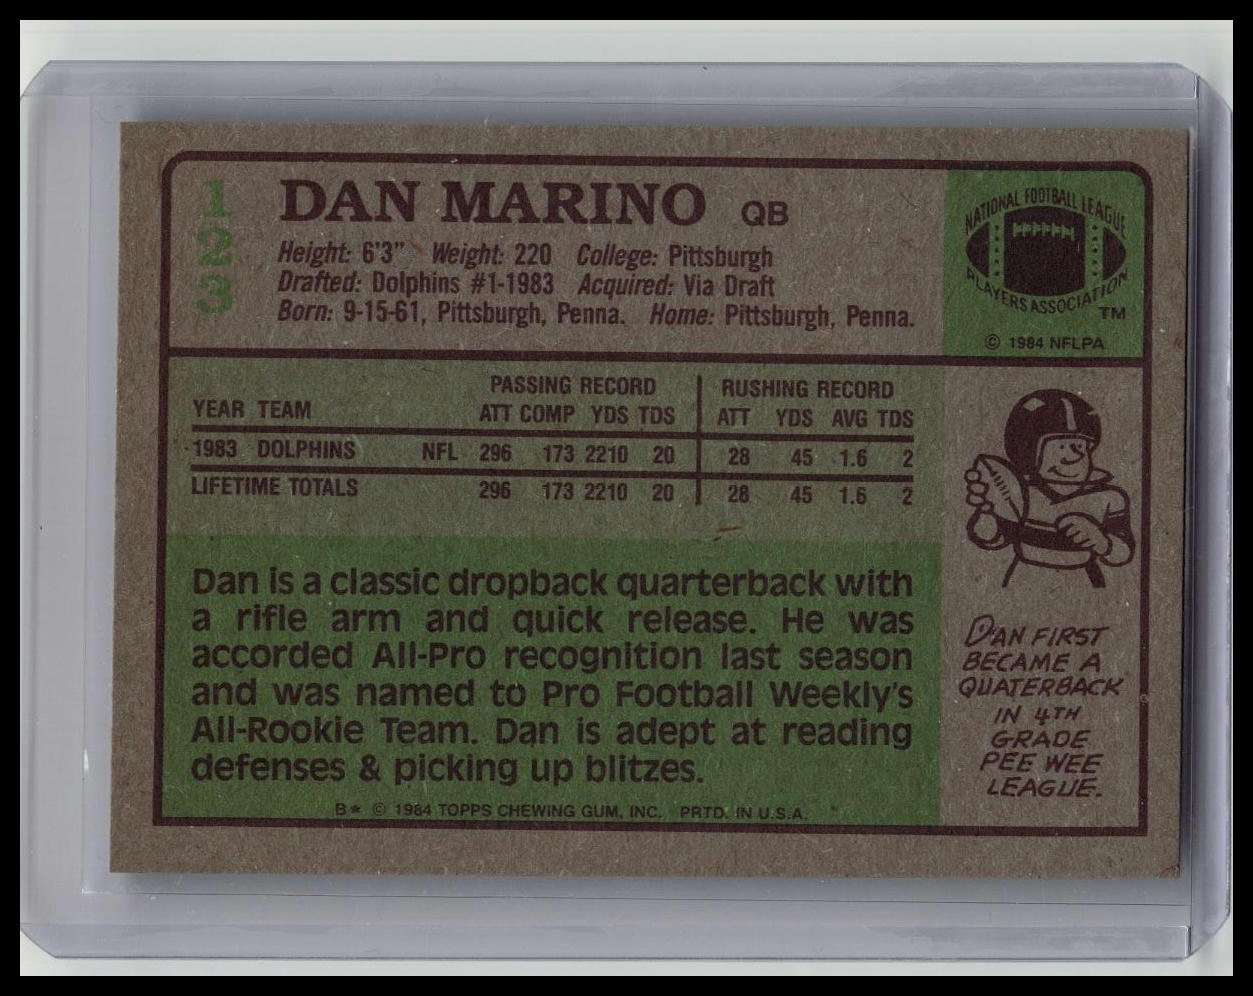 1
2
3
DAN MARINO QB
Height: 6'3" Weight: 220 College: Pittsburgh
Drafted: Dolphins #1-1983 Acquired: Via Draft
Born: 9-15-61, Pittsburgh, Penna. Home: Pittsburgh, Penna.
NATIONAL FOOTBALL LEAGUE
PLAYERS ASSOCIATION
TM
© 1984 NFLPA
PASSING RECORD RUSHING RECORD
YEAR TEAM ATT COMP YDS TDS ATT YDS AVG TDS
1983 DOLPHINS NFL 296 173 2210 20 28 45 1.6 2
LIFETIME TOTALS 296 173 2210 20 28 45 1.6 2
Dan is a classic dropback quarterback with
a rifle arm and quick release. He was
accorded All-Pro recognition last season
and was named to Pro Football Weekly's
All-Rookie Team. Dan is adept at reading
defenses & picking up blitzes.
B* © 1984 TOPPS CHEWING GUM, INC. PRTD. IN U.S.A.
DAN FIRST
BECAME A
QUATERBACK
IN 4TH
GRADE
PEE WEE
LEAGUE.